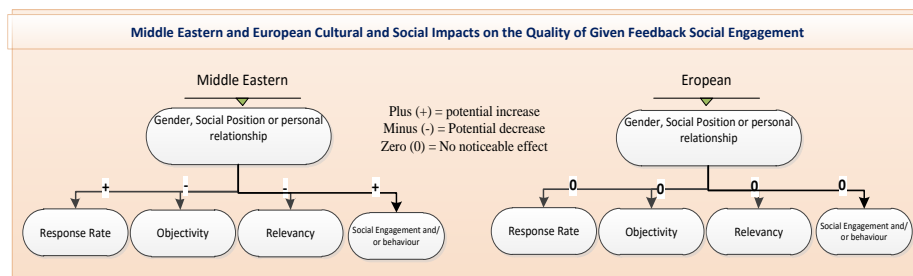 Middle Eastern and European Cultural and Social Impacts on the Quality of Given Feedback Social Engagement
Middle Eastern
Gender, Social Position or personal
relationship
+
-
-
+
Response Rate
Objectivity
Relevancy
Social Engagement and/
or behaviour
Plus (+) = potential increase
Minus (-) = Potential decrease
Zero (0) = No noticeable effect
Eropean
Gender, Social Position or personal
relationship
0
0
0
0
Response Rate
Objectivity
Relevancy
Social Engagement and/
or behaviour